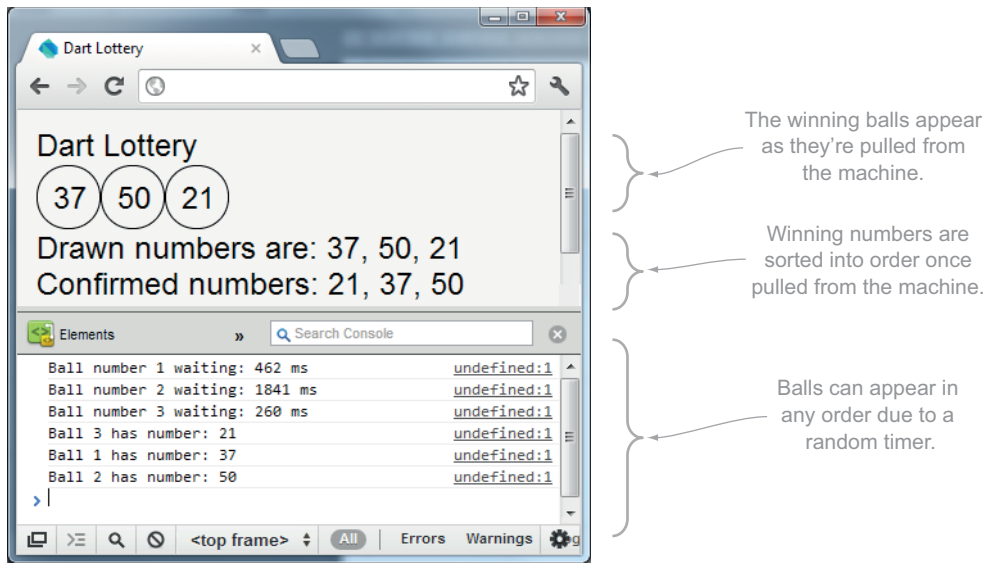 Dart Lottery
Dart Lottery
37 50 21
Drawn numbers are: 37, 50, 21
Confirmed numbers: 21, 37, 50
Elements » Search Console
Ball number 1 waiting: 462 ms undefined:1
Ball number 2 waiting: 1841 ms undefined:1
Ball number 3 waiting: 260 ms undefined:1
Ball 3 has number: 21 undefined:1
Ball 1 has number: 37 undefined:1
Ball 2 has number: 50 undefined:1
<top frame> All Errors Warnings
The winning balls appear
as they're pulled from
the machine.
Winning numbers are
sorted into order once
pulled from the machine.
Balls can appear in
any order due to a
random timer.